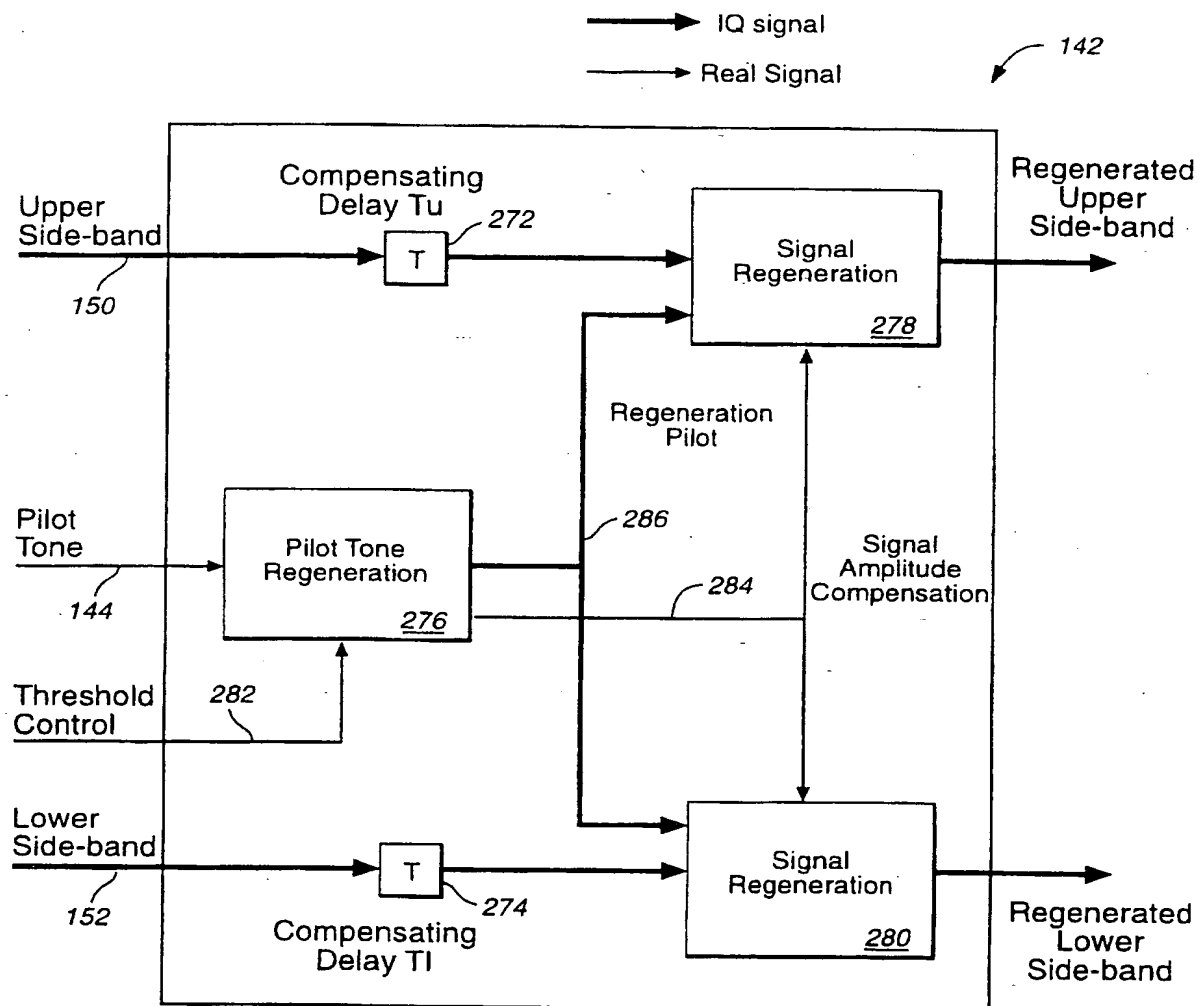 IQ signal
Real Signal
142
Upper
Side-band
150
Compensating
Delay Tu
272
T
Signal
Regeneration
278
Regenerated
Upper
Side-band
Regeneration
Pilot
Pilot
Tone
144
Pilot Tone
Regeneration
276
286
284
Signal
Amplitude
Compensation
Threshold
Control
282
Lower
Side-band
152
T
274
Compensating
Delay Tl
Signal
Regeneration
280
Regenerated
Lower
Side-band